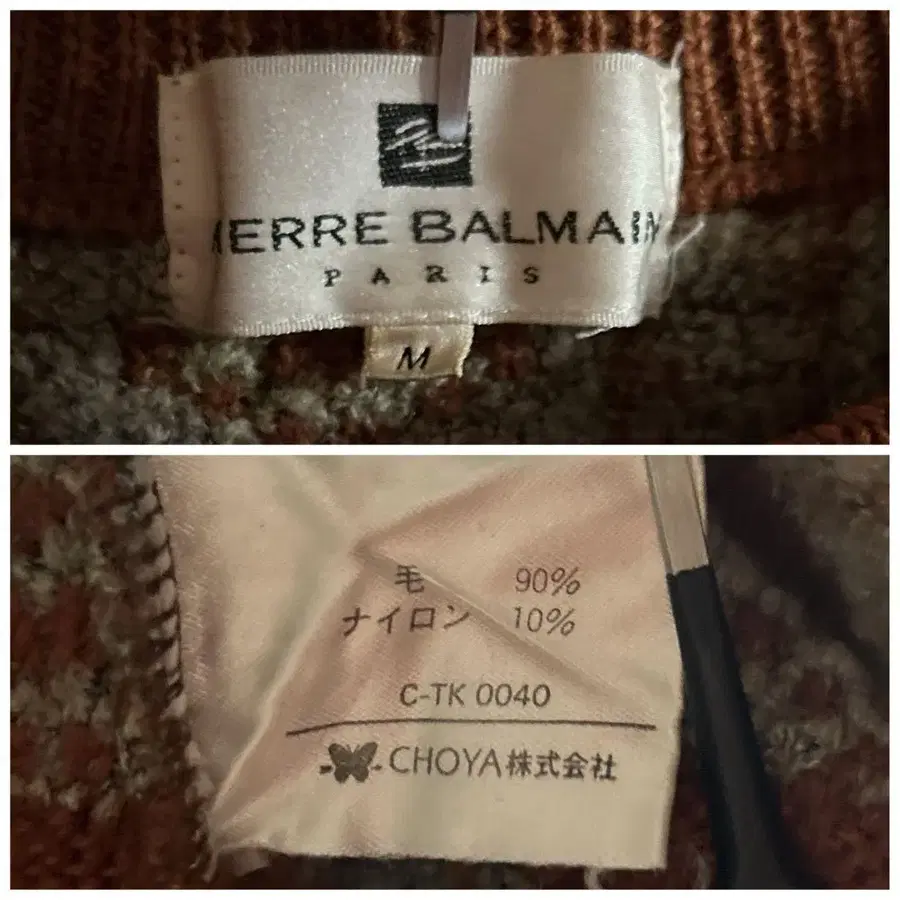 IERRE BALMAIN
PARIS
M
毛 90%
ナイロン 10%
C-TK 0040
CHOYA株式会社